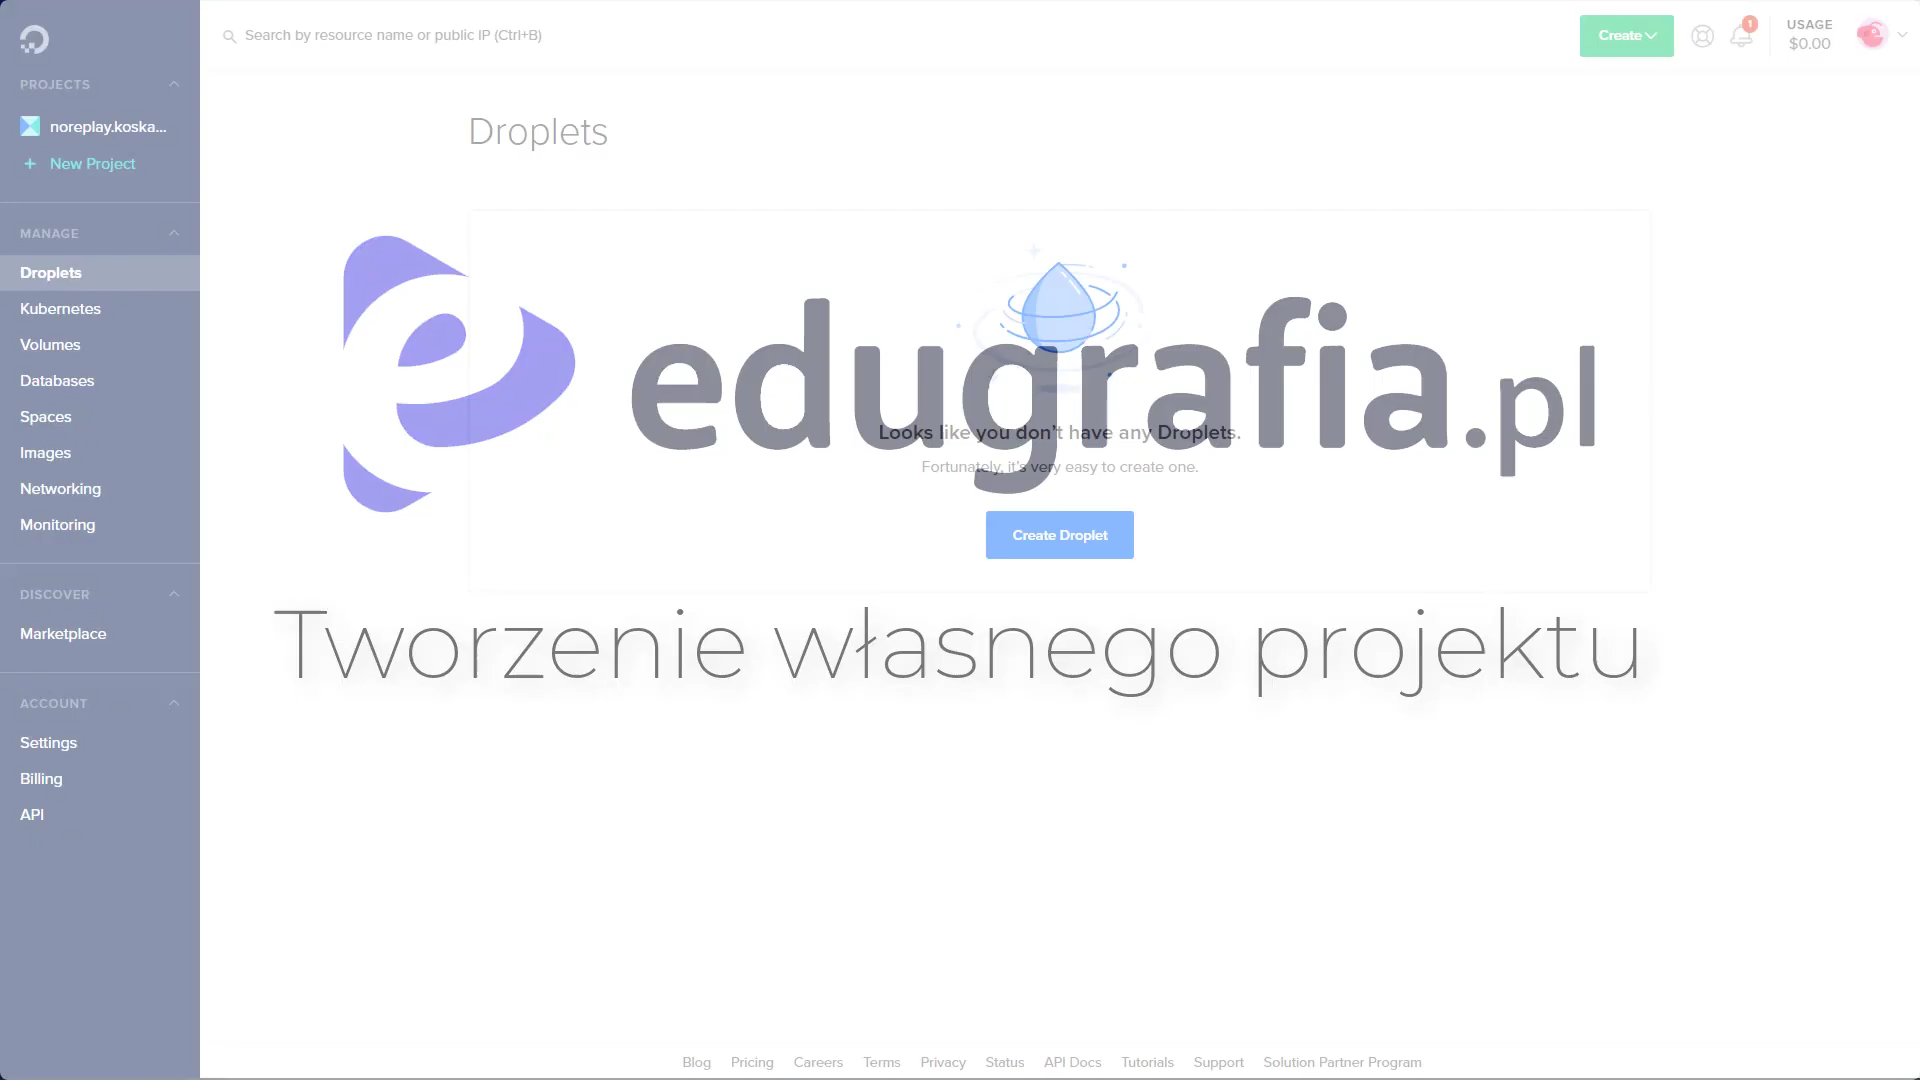 Search by resource name or public IP (Ctrl+B)
Create
1
USAGE
$0.00
PROJECTS
noreplay.koska...
+ New Project
MANAGE
Droplets
Kubernetes
Volumes
Databases
Spaces
Images
Networking
Monitoring
DISCOVER
Marketplace
ACCOUNT
Settings
Billing
API
Droplets
edugrafia.pl
Looks like you don't have any Droplets.
Fortunately, it's very easy to create one.
Create Droplet
Tworzenie własnego projektu
Blog Pricing Careers Terms Privacy Status API Docs Tutorials Support Solution Partner Program